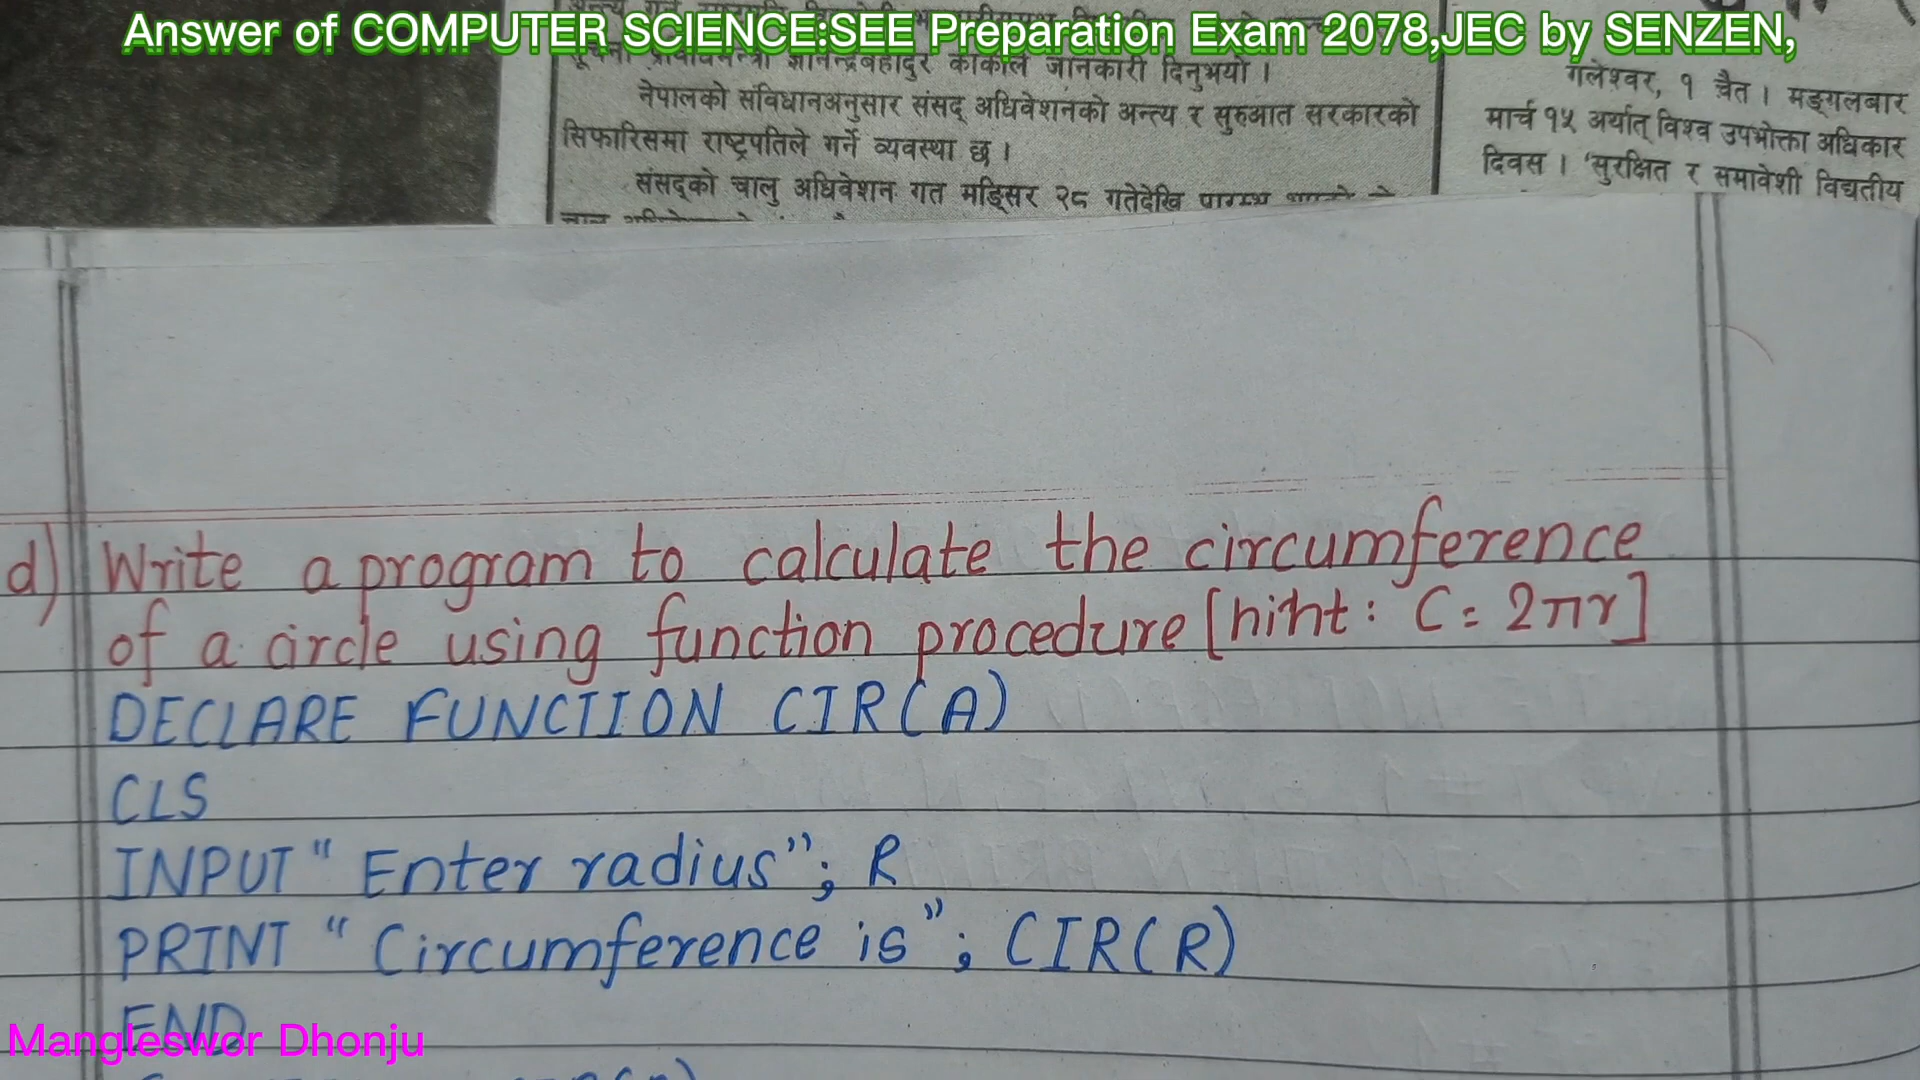 Answer of COMPUTER SCIENCE:SEE Preparation Exam 2078,JEC by SENZEN,
ज्ञानेन्द्रबहादुर कार्कीले जानकारी दिनुभयो ।
नेपालको संविधानअनुसार संसद् अधिवेशनको अन्त्य र सुरुआत सरकारको
सिफारिसमा राष्ट्रपतिले गर्ने व्यवस्था छ ।
संसद्को चालु अधिवेशन गत मङ्सिर २८ गतेदेखि
गलेश्वर, १ चैत । मङ्गलबार
मार्च १५ अर्थात् विश्व उपभोक्ता अधिकार
दिवस । 'सुरक्षित र समावेशी विद्यतीय
d) Write a program to calculate the circumference
of a circle using function procedure [hint: C = 2πr]
DECLARE FUNCTION CIR(A)
CLS
INPUT "Enter radius"; R
PRINT "Circumference is"; CIR(R)
END
Mangleswor Dhonju